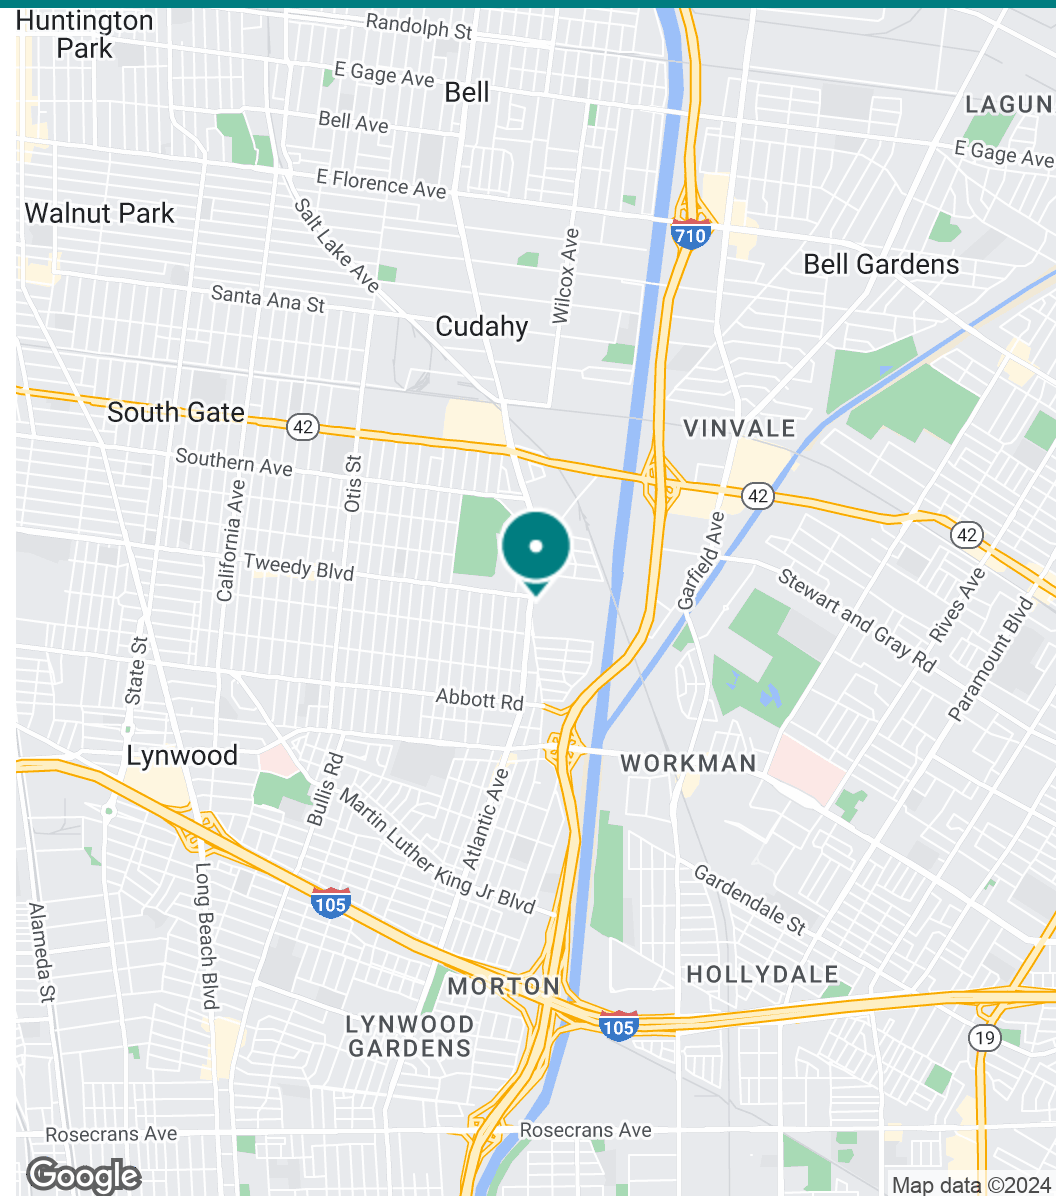 Huntington
Park
Randolph St
E Gage Ave
Bell
LAGUN
Bell Ave
E Gage Ave
E Florence Ave
Walnut Park
Salt Lake Ave
710
Wilcox Ave
Bell Gardens
Santa Ana St
Cudahy
South Gate
42
VINVALE
Southern Ave
Otis St
California Ave
42
42
Tweedy Blvd
Garfield Ave
Stewart and Gray Rd
Rives Ave
Paramount Blvd
State St
Abbott Rd
Lynwood
WORKMAN
Bullis Rd
Martin Luther King Jr Blvd
Atlantic Ave
105
Long Beach Blvd
Gardendale St
Alameda St
MORTON
HOLLYDALE
LYNWOOD
GARDENS
105
19
Rosecrans Ave
Rosecrans Ave
Google
Map data ©2024